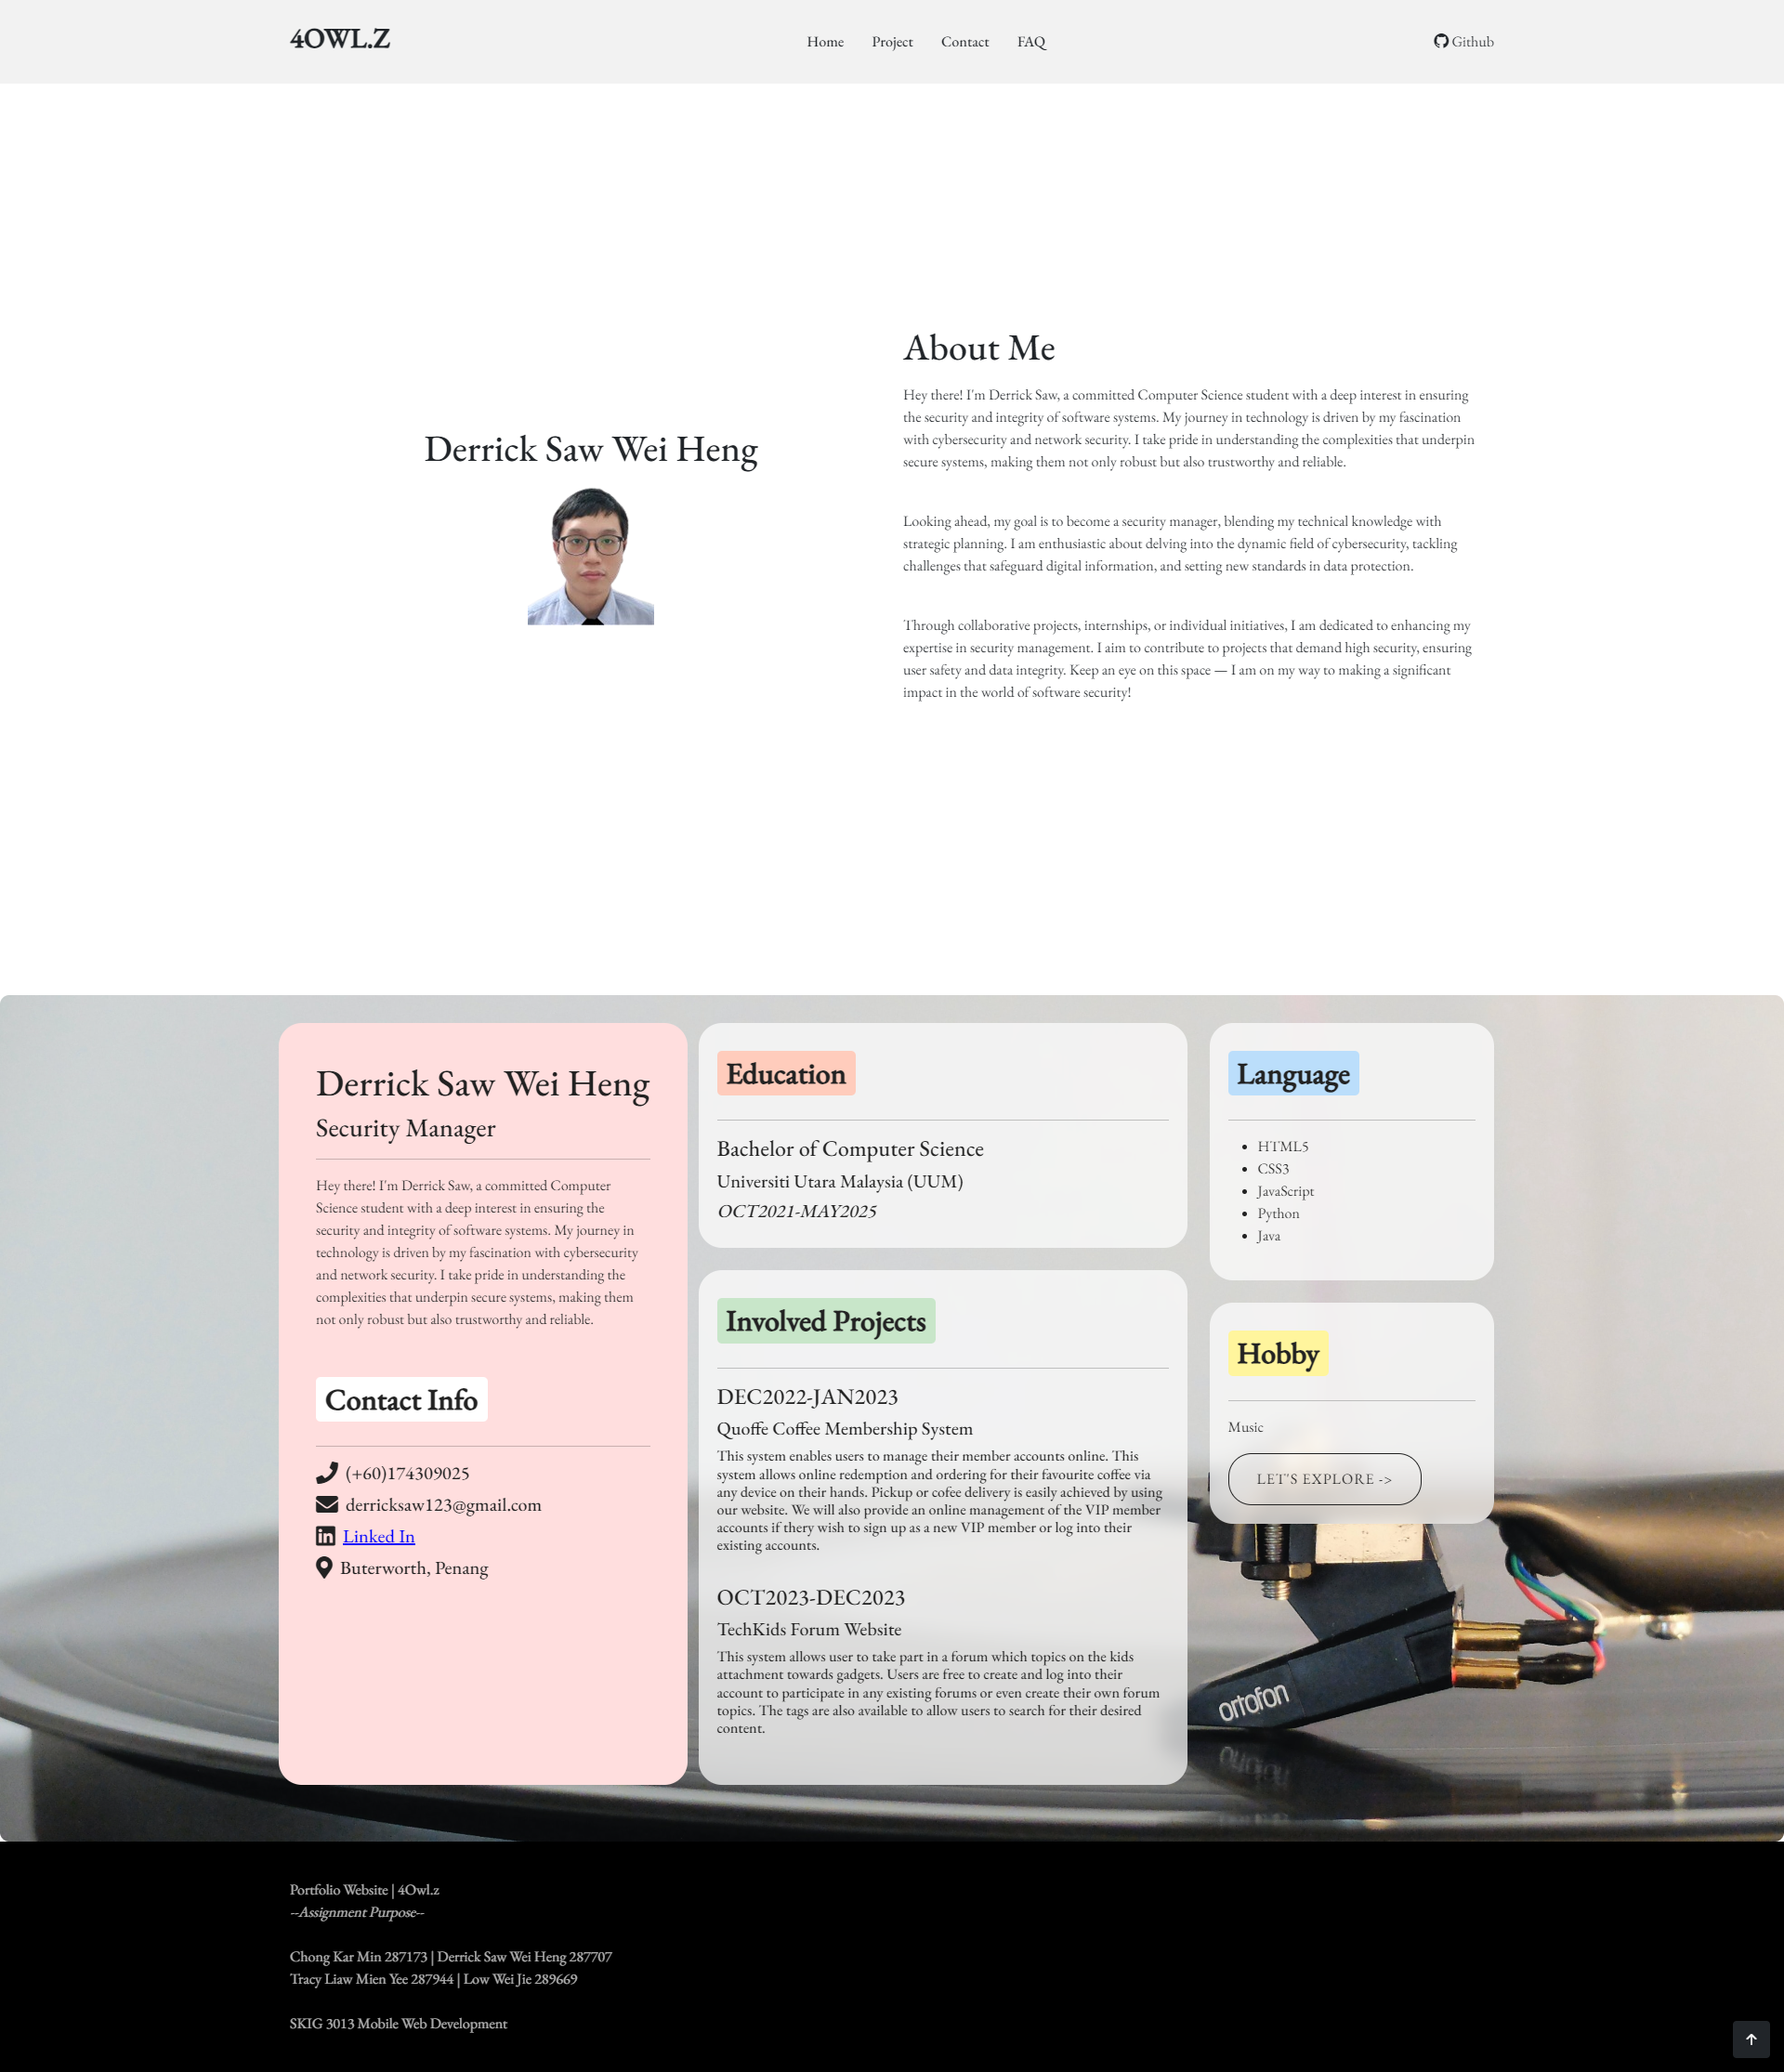 4OWL.Z
Home
Project
Contact
FAQ
Github
About Me
Hey there! I'm Derrick Saw, a committed Computer Science student with a deep interest in ensuring
the security and integrity of software systems. My journey in technology is driven by my fascination
with cybersecurity and network security. I take pride in understanding the complexities that underpin
secure systems, making them not only robust but also trustworthy and reliable.
Looking ahead, my goal is to become a security manager, blending my technical knowledge with
strategic planning. I am enthusiastic about delving into the dynamic field of cybersecurity, tackling
challenges that safeguard digital information, and setting new standards in data protection.
Through collaborative projects, internships, or individual initiatives, I am dedicated to enhancing my
expertise in security management. I aim to contribute to projects that demand high security, ensuring
user safety and data integrity. Keep an eye on this space — I am on my way to making a significant
impact in the world of software security!
Derrick Saw Wei Heng
Derrick Saw Wei Heng
Security Manager
Hey there! I'm Derrick Saw, a committed Computer
Science student with a deep interest in ensuring the
security and integrity of software systems. My journey in
technology is driven by my fascination with cybersecurity
and network security. I take pride in understanding the
complexities that underpin secure systems, making them
not only robust but also trustworthy and reliable.
Contact Info
(+60)174309025
derricksaw123@gmail.com
Linked In
Buterworth, Penang
Education
Bachelor of Computer Science
Universiti Utara Malaysia (UUM)
OCT2021-MAY2025
Involved Projects
DEC2022-JAN2023
Quoffe Coffee Membership System
This system enables users to manage their member accounts online. This
system allows online redemption and ordering for their favourite coffee via
any device on their hands. Pickup or cofee delivery is easily achieved by using
our website. We will also provide an online management of the VIP member
accounts if thery wish to sign up as a new VIP member or log into their
existing accounts.
OCT2023-DEC2023
TechKids Forum Website
This system allows user to take part in a forum which topics on the kids
attachment towards gadgets. Users are free to create and log into their
account to participate in any existing forums or even create their own forum
topics. The tags are also available to allow users to search for their desired
content.
Language
HTML5
CSS3
JavaScript
Python
Java
Hobby
Music
LET'S EXPLORE ->
ortofon
Portfolio Website | 4Owl.z
--Assignment Purpose--
Chong Kar Min 287173 | Derrick Saw Wei Heng 287707
Tracy Liaw Mien Yee 287944 | Low Wei Jie 289669
SKIG 3013 Mobile Web Development